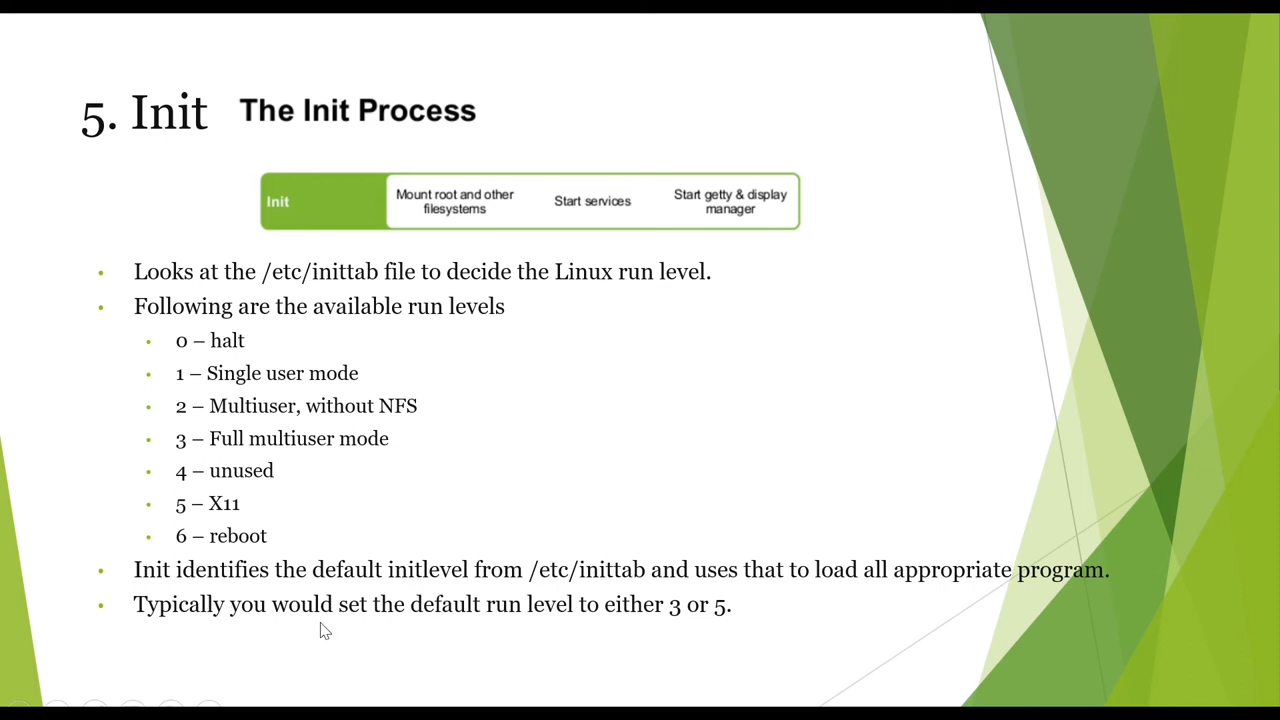 5. Init The Init Process
Init
Mount root and other
filesystems
Start services
Start getty & display
manager
• Looks at the /etc/inittab file to decide the Linux run level.
• Following are the available run levels
• 0 – halt
• 1 – Single user mode
• 2 – Multiuser, without NFS
• 3 – Full multiuser mode
• 4 – unused
• 5 – X11
• 6 – reboot
• Init identifies the default initlevel from /etc/inittab and uses that to load all appropriate program.
• Typically you would set the default run level to either 3 or 5.